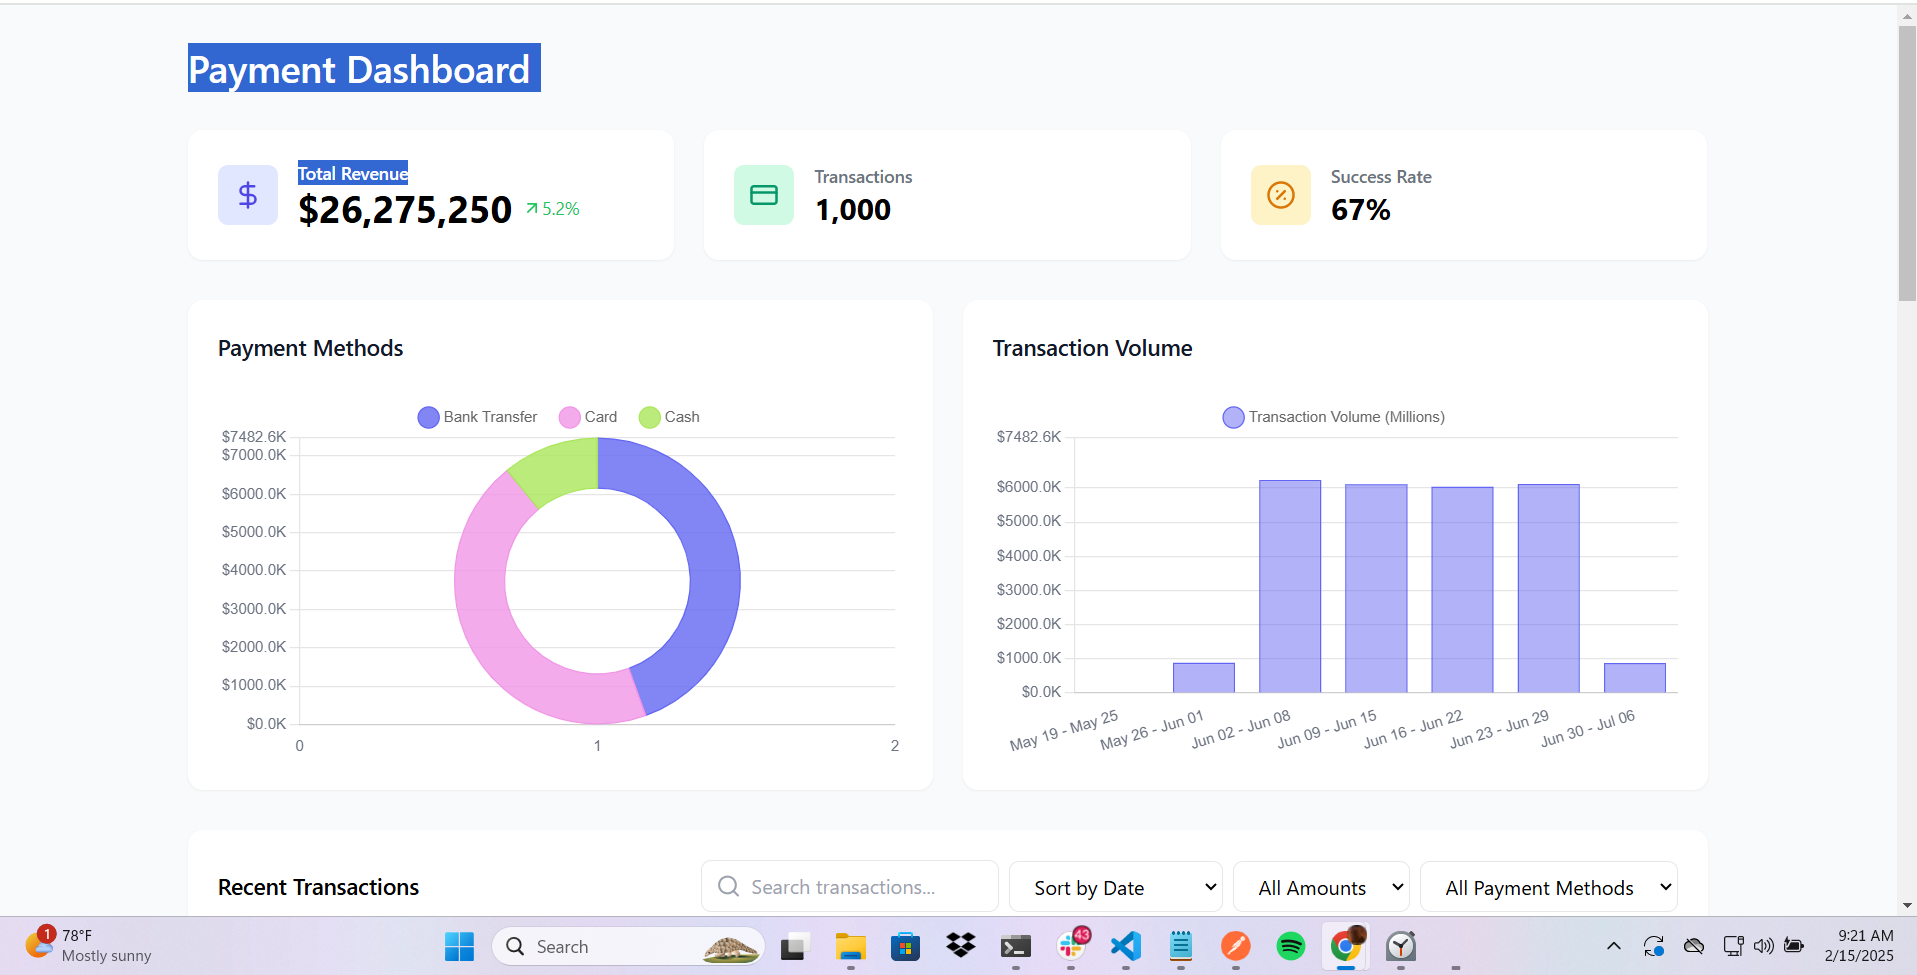 Payment Dashboard
Total Revenue
$26,275,250 5.2%
Transactions
1,000
Success Rate
67%
Payment Methods
Bank Transfer Card Cash
$7482.6K
$7000.0K
$6000.0K
$5000.0K
$4000.0K
$3000.0K
$2000.0K
$1000.0K
$0.0K
0 1 2
Transaction Volume
Transaction Volume (Millions)
$7482.6K
$6000.0K
$5000.0K
$4000.0K
$3000.0K
$2000.0K
$1000.0K
$0.0K
May 19 - May 25
May 26 - Jun 01
Jun 02 - Jun 08
Jun 09 - Jun 15
Jun 16 - Jun 22
Jun 23 - Jun 29
Jun 30 - Jul 06
Recent Transactions
Search transactions...
Sort by Date
All Amounts
All Payment Methods
1
78°F
Mostly sunny
Search
43
9:21 AM
2/15/2025